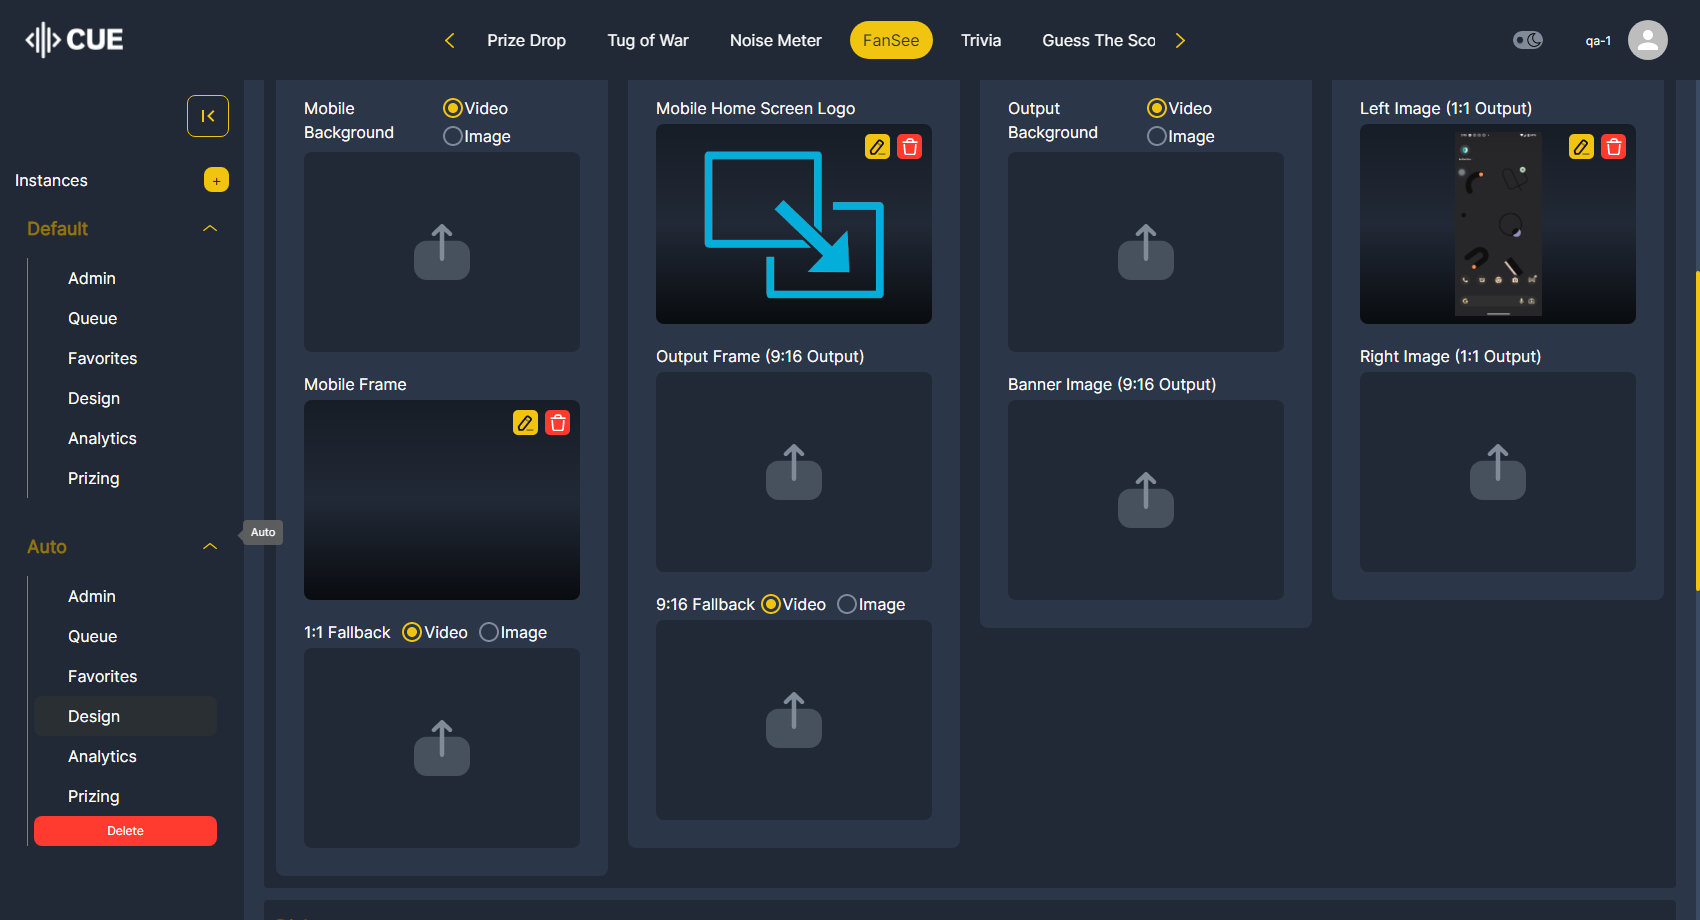 CUE
Prize Drop
Tug of War
Noise Meter
FanSee
Trivia
Guess The Sco
qa-1
Instances
+
Default
Admin
Queue
Favorites
Design
Analytics
Prizing
Auto
Auto
Admin
Queue
Favorites
Design
Analytics
Prizing
Delete
Mobile
Background
Video
Image
Mobile Frame
1:1 Fallback
Video
Image
Mobile Home Screen Logo
Output Frame (9:16 Output)
9:16 Fallback
Video
Image
Output
Background
Video
Image
Banner Image (9:16 Output)
Left Image (1:1 Output)
Right Image (1:1 Output)